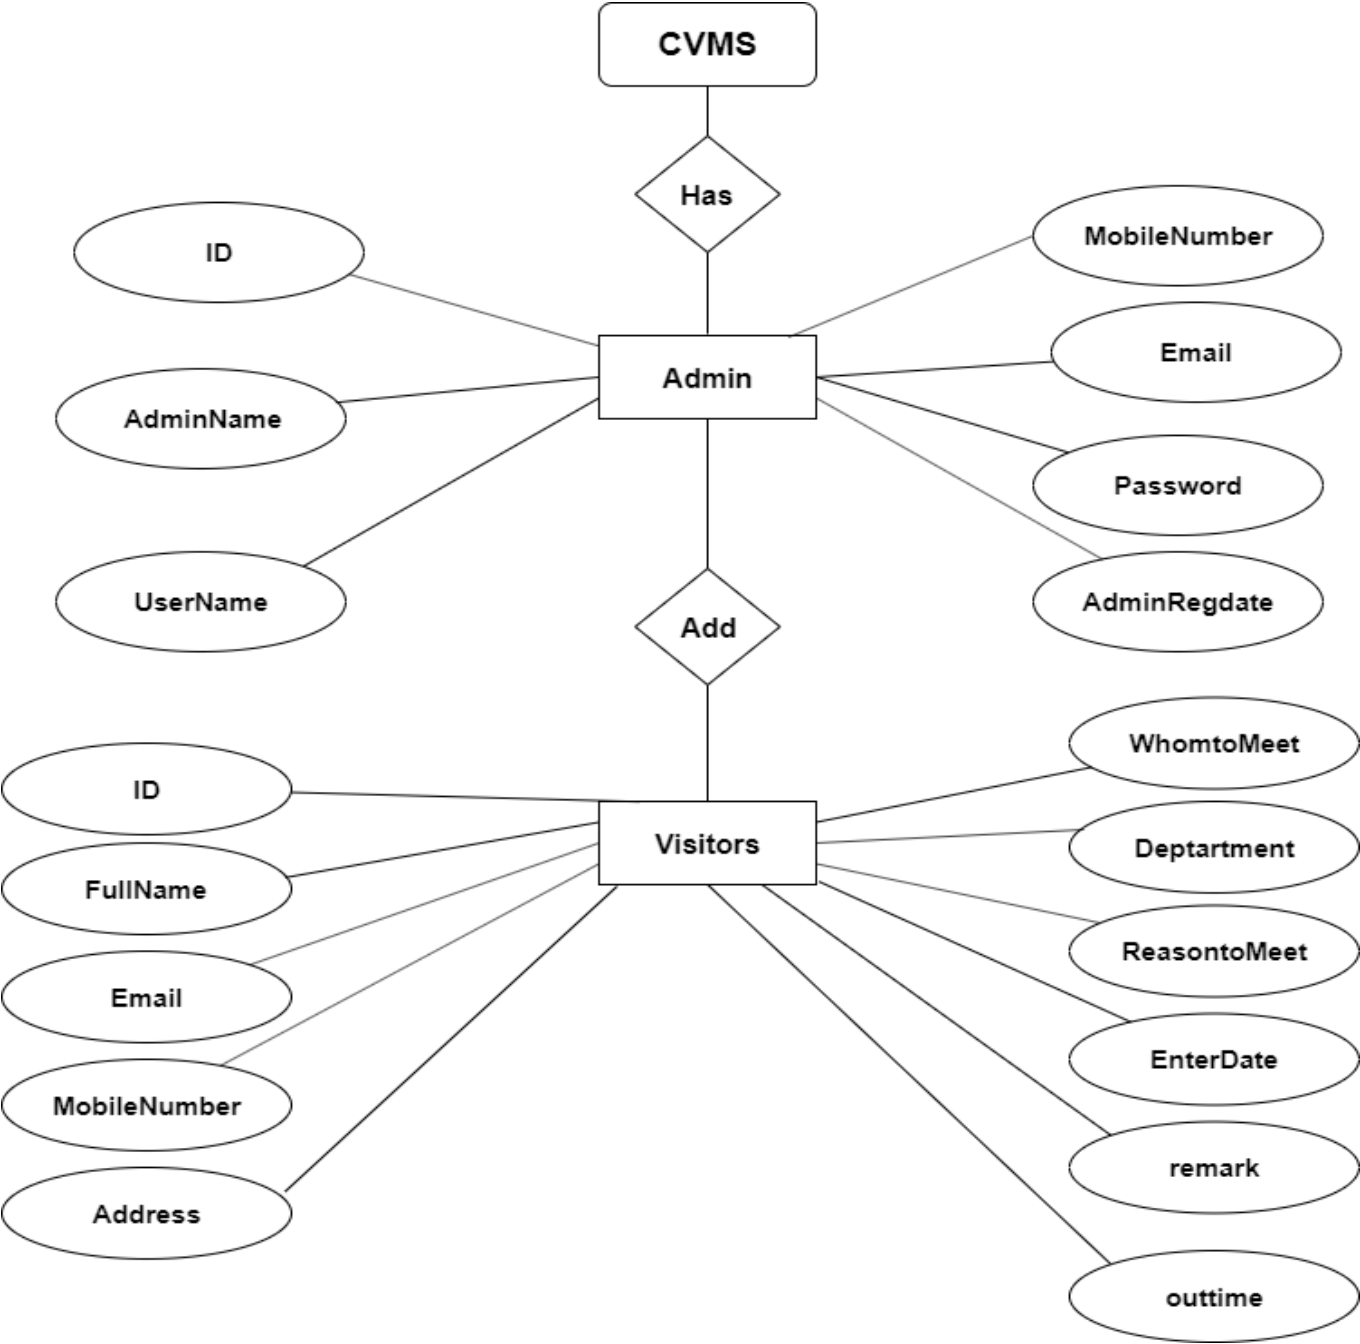 CVMS
Has
ID
MobileNumber
Email
Admin
AdminName
Password
UserName
AdminRegdate
Add
WhomtoMeet
ID
Visitors
Deptartment
FullName
ReasontoMeet
Email
EnterDate
MobileNumber
remark
Address
outtime